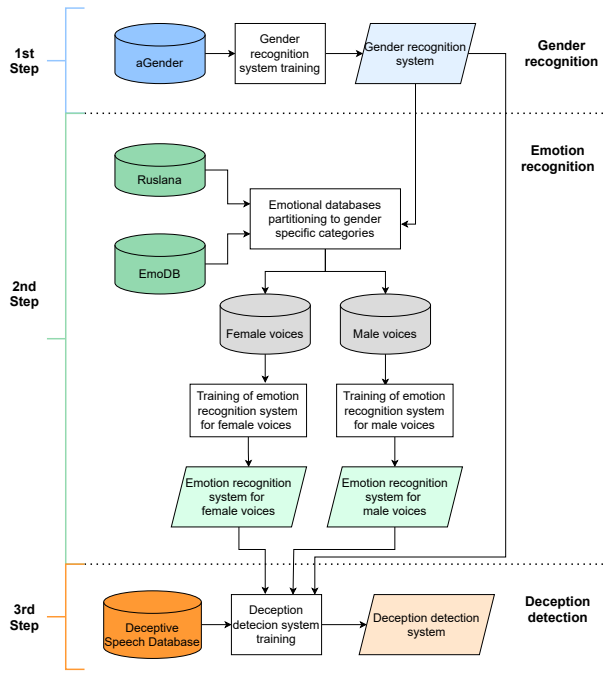 1st
Step
aGender
Gender
recognition
system training
Gender recognition
system
Gender
recognition
Emotion
recognition
Ruslana
EmoDB
Emotional databases
partitioning to gender
specific categories
2nd
Step
Female voices
Male voices
Training of emotion
recognition system
for female voices
Training of emotion
recognition system
for male voices
Emotion recognition
system for
female voices
Emotion recognition
system for
male voices
3rd
Step
Deceptive
Speech Database
Deception
detecion system
training
Deception detection
system
Deception
detection